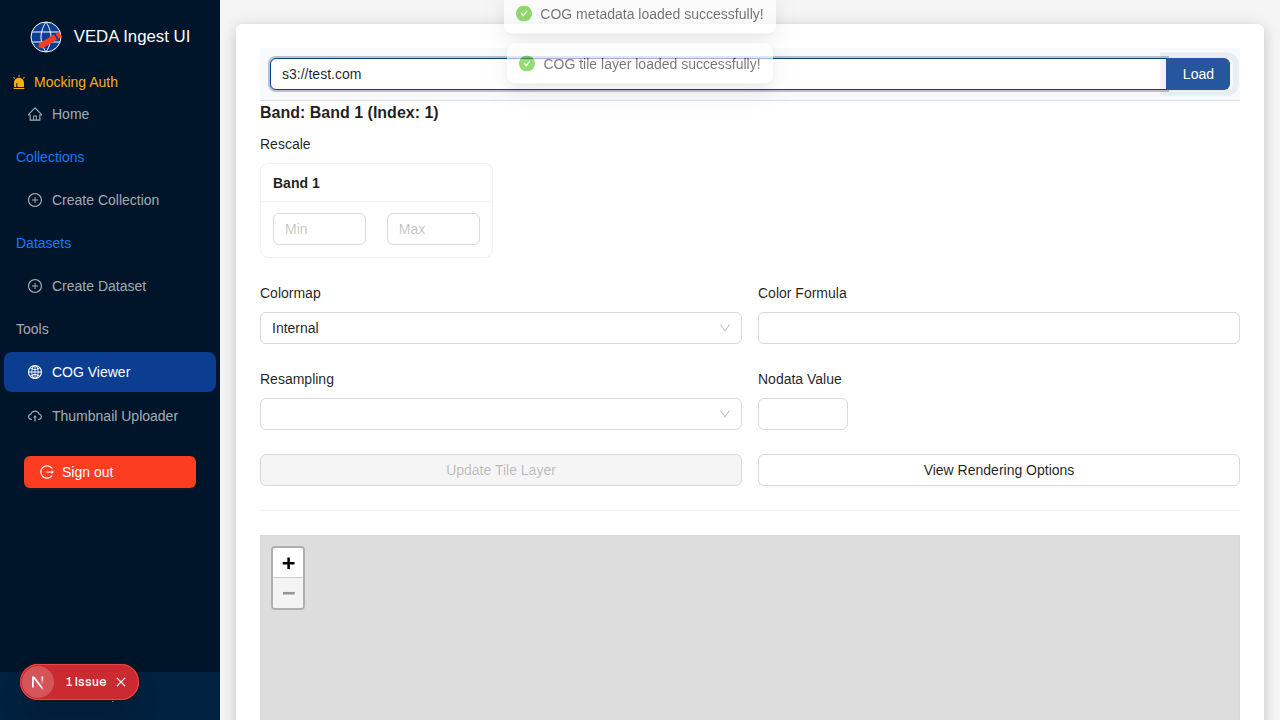 VEDA Ingest UI
Mocking Auth
Home
Collections
Create Collection
Datasets
Create Dataset
Tools
COG Viewer
Thumbnail Uploader
Sign out
1 Issue
COG metadata loaded successfully!
COG tile layer loaded successfully!
s3://test.com
Load
Band: Band 1 (Index: 1)
Rescale
Band 1
Min
Max
Colormap
Color Formula
Internal
Resampling
Nodata Value
Update Tile Layer
View Rendering Options
+
−